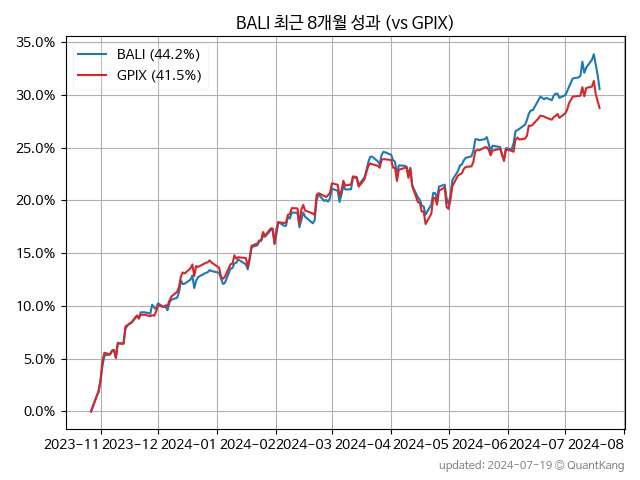 BALI 최근 8개월 성과 (vs GPIX)
35.0%
30.0%
25.0%
20.0%
15.0%
10.0%
5.0%
0.0%
BALI (44.2%)
GPIX (41.5%)
2023-11 2023-12 2024-01 2024-02 2024-03 2024-04 2024-05 2024-06 2024-07 2024-08
updated: 2024-07-19 © QuantKang